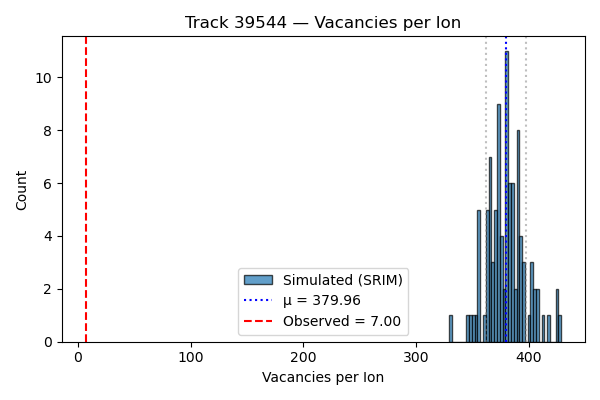 Track 39544 — Vacancies per Ion
Count
10
8
6
4
2
0
Simulated (SRIM)
μ = 379.96
Observed = 7.00
0 100 200 300 400
Vacancies per Ion